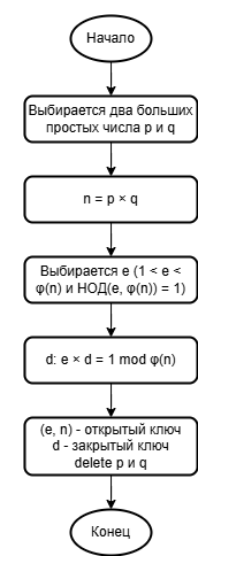 Начало
Выбирается два больших
простых числа p и q
n = p × q
Выбирается e (1 < e <
φ(n) и НОД(e, φ(n)) = 1)
d: e × d = 1 mod φ(n)
(e, n) - открытый ключ
d - закрытый ключ
delete p и q
Конец